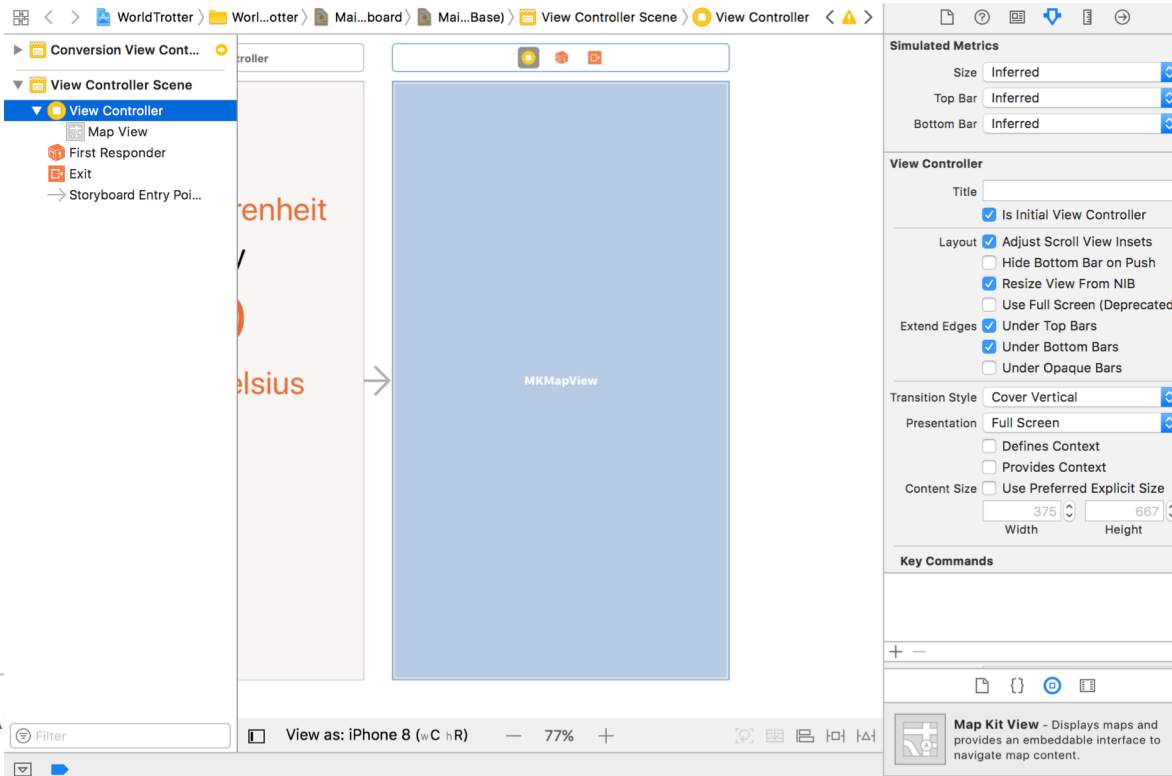 WorldTrotter
Worl...otter
Mai...board
Mai...Base)
View Controller Scene
View Controller
Conversion View Cont...
View Controller Scene
View Controller
Map View
First Responder
Exit
Storyboard Entry Poi...
Filter
troller
renheit
y
)
elsius
MKMapView
View as: iPhone 8 (wC hR)
77%
Simulated Metrics
Size Inferred
Top Bar Inferred
Bottom Bar Inferred
View Controller
Title
Is Initial View Controller
Layout Adjust Scroll View Insets
Hide Bottom Bar on Push
Resize View From NIB
Use Full Screen (Deprecated
Extend Edges Under Top Bars
Under Bottom Bars
Under Opaque Bars
Transition Style Cover Vertical
Presentation Full Screen
Defines Context
Provides Context
Content Size Use Preferred Explicit Size
375 667
Width Height
Key Commands
{}
Map Kit View - Displays maps and
provides an embeddable interface to
navigate map content.